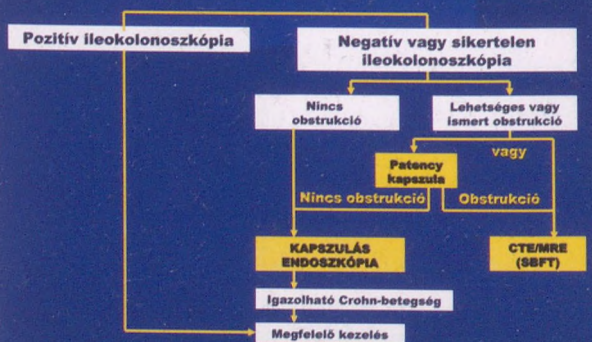 Pozitív ileokolonoszkópia
Negatív vagy sikertelen
ileokolonoszkópia
Nincs
obstrukció
Lehetséges vagy
ismert obstrukció
vagy
Patency
kapszula
Nincs obstrukció
Obstrukció
KAPSZULÁS
ENDOSZKÓPIA
CTE/MRE
(SBFT)
Igazolható Crohn-betegség
Megfelelő kezelés